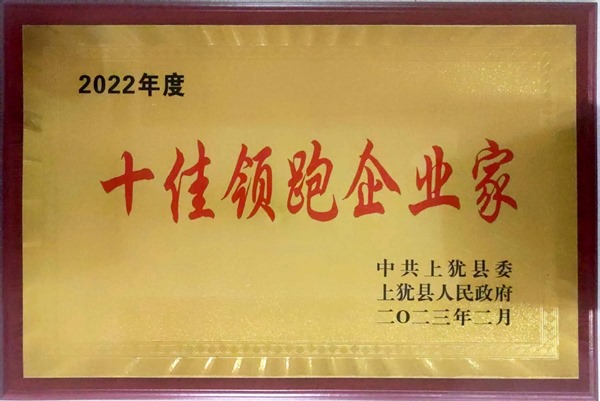 2022年度
十佳领跑企业家
中共上犹县委
上犹县人民政府
二〇二三年二月